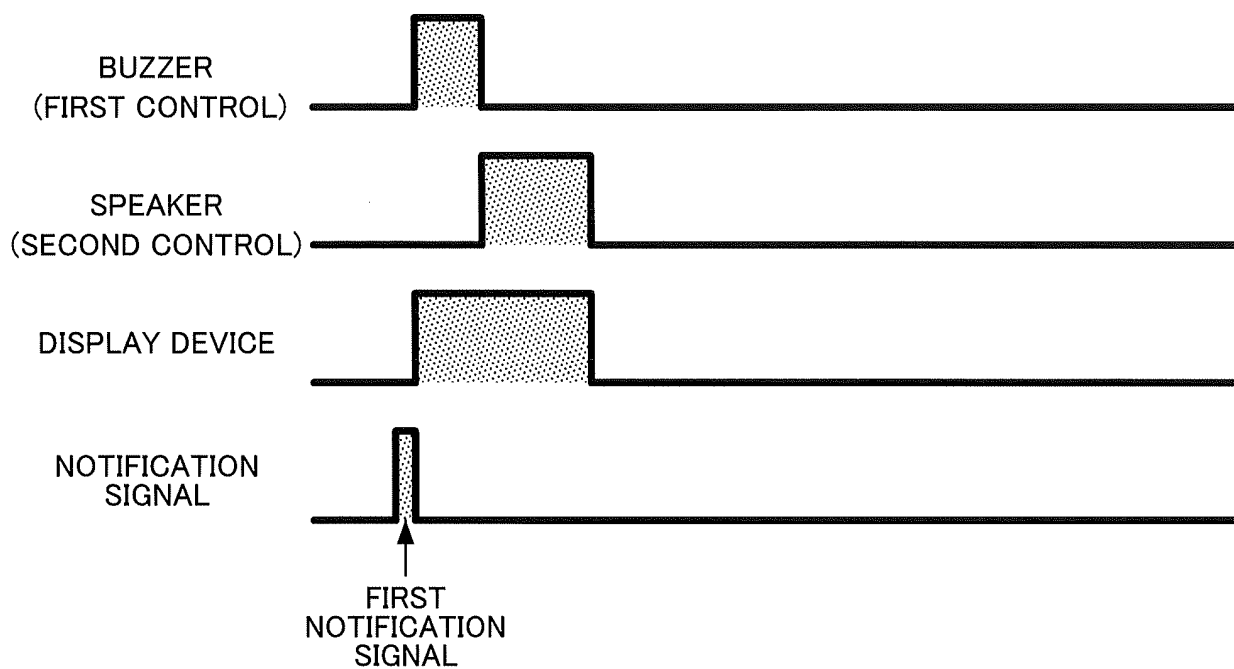 BUZZER
(FIRST CONTROL)
SPEAKER
(SECOND CONTROL)
DISPLAY DEVICE
NOTIFICATION
SIGNAL
FIRST
NOTIFICATION
SIGNAL